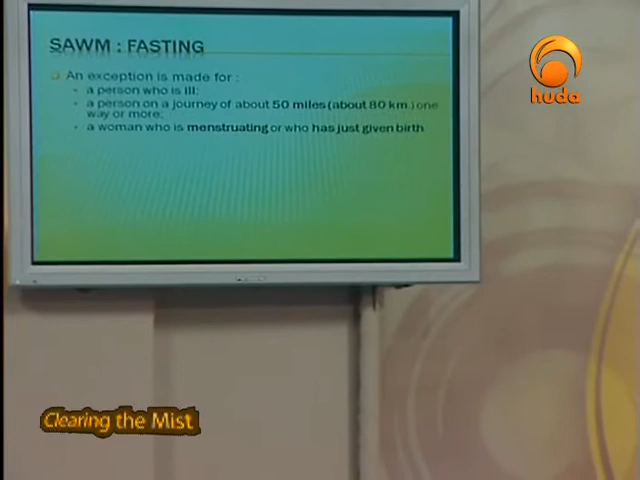 SAWM : FASTING
An exception is made for :
a person who is ill;
a person on a journey of about 50 miles (about 80 km ) one
way or more;
a woman who is menstruating or who has just given birth
huda
Clearing the Mist